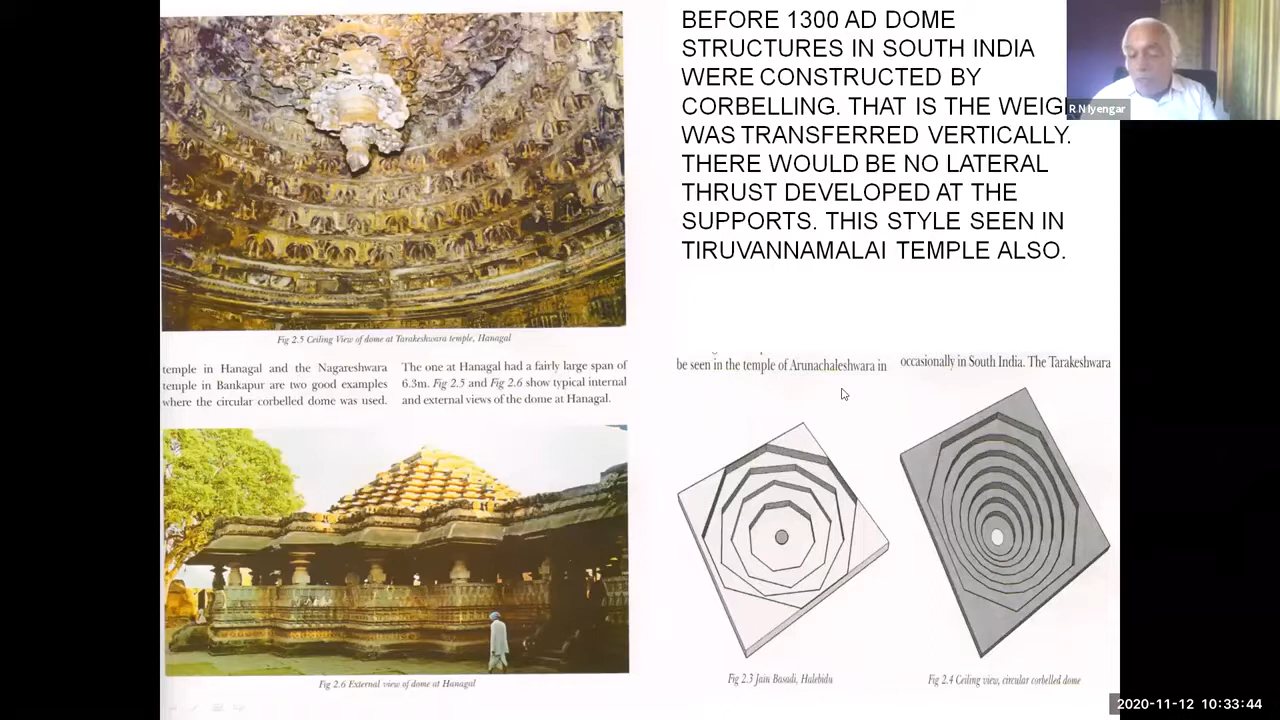 BEFORE 1300 AD DOME
STRUCTURES IN SOUTH INDIA
WERE CONSTRUCTED BY
CORBELLING. THAT IS THE WEIG
WAS TRANSFERRED VERTICALLY.
THERE WOULD BE NO LATERAL
THRUST DEVELOPED AT THE
SUPPORTS. THIS STYLE SEEN IN
TIRUVANNAMALAI TEMPLE ALSO.
R N Iyengar
Fig 2.5 Ceiling View of dome at Tarakeshwara temple, Hanagal
temple in Hanagal and the Nagareshwara
temple in Bankapur are two good examples
where the circular corbelled dome was used.
The one at Hanagal had a fairly large span of
6.3m. Fig 2.5 and Fig 2.6 show typical internal
and external views of the dome at Hanagal.
be seen in the temple of Arunachaleshwara in
occasionally in South India. The Tarakeshwara
Fig 2.6 External view of dome at Hanagal
Fig 2.3 Jain Basadi, Halebidu
Fig 2.4 Ceiling view, circular corbelled dome
2020-11-12 10:33:44